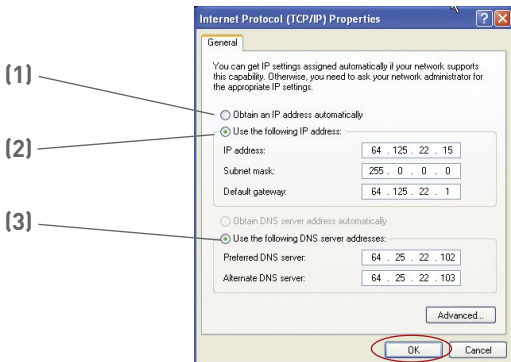 Internet Protocol (TCP/IP) Properties
General
You can get IP settings assigned automatically if your network supports
this capability. Otherwise, you need to ask your network administrator for
the appropriate IP settings.
(1)
Obtain an IP address automatically
(2)
Use the following IP address:
IP address: 64 . 125 . 22 . 15
Subnet mask: 255 . 0 . 0 . 0
Default gateway: 64 . 125 . 22 . 1
Obtain DNS server address automatically
(3)
Use the following DNS server addresses:
Preferred DNS server: 64 . 25 . 22 . 102
Alternate DNS server: 64 . 25 . 22 . 103
Advanced...
OK Cancel